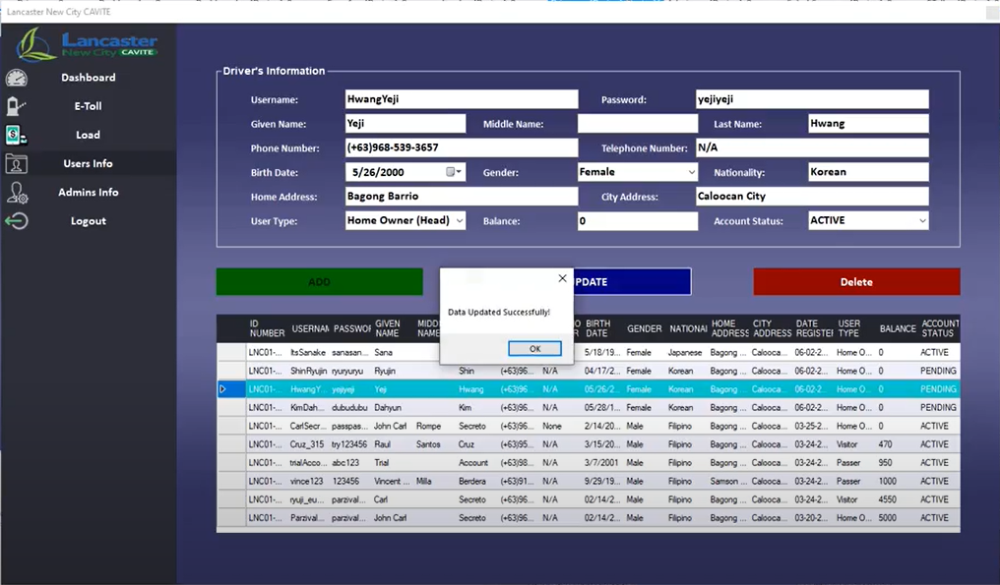 Lancaster New City CAVITE
Lancaster
New City CAVITE
Dashboard
E-Toll
Load
Users Info
Admins Info
Logout
Driver's Information
Username: HwangYeji Password: yejiyeji
Given Name: Yeji Middle Name: Last Name: Hwang
Phone Number: (+63)968-539-3657 Telephone Number: N/A
Birth Date: 5/26/2000 Gender: Female Nationality: Korean
Home Address: Bagong Barrio City Address: Caloocan City
User Type: Home Owner (Head) Balance: 0 Account Status: ACTIVE
ADD PDATE Delete
Data Updated Successfully!
OK
ID NUMBER USERNAM PASSWOR GIVEN NAME MIDD NAME BIRTH DATE GENDER NATIONAL HOME ADDRESS CITY ADDRESS DATE REGISTER USER TYPE BALANCE ACCOUNT STATUS
LNC01-... ItsSanake sanasan... Sana 5/18/19... Female Japanese Bagong ... Calooca... 06-02-2... Home O... 0 ACTIVE
LNC01-... ShinRyujin ryuryuryu Ryujin Shin (+63)96... N/A 04/17/2... Female Korean Bagong ... Calooca... 06-02-2... Home O... 0 PENDING
LNC01-... HwangY... yejiyeji Yeji Hwang (+63)96... N/A 05/26/2... Female Korean Bagong ... Calooca... 06-02-2... Home O... 0 PENDING
LNC01-... KimDah... dubudubu Dahyun Kim (+63)96... N/A 05/28/1... Female Korean Bagong ... Calooca... 06-02-2... Home O... 0 PENDING
LNC01-... CarlSecr... passpas... John Carl Rompe Secreto (+63)96... None 2/14/20... Male Filipino Bagong ... Calooca... 03-25-2... Home O... 0 ACTIVE
LNC01-... Cruz_315 try123456 Raul Santos Cruz (+63)95... N/A 3/15/20... Male Filipino Bagong ... Calooca... 03-24-2... Visitor 470 ACTIVE
LNC01-... trialAcco... abc123 Trial Account (+63)98... N/A 3/7/2001 Male Filipino Bagong ... Calooca... 03-24-2... Passer 950 ACTIVE
LNC01-... vince123 123456 Vincent ... Milla Berdera (+63)91... N/A 9/29/19... Male Filipino Samson ... Calooca... 03-24-2... Passer 1000 ACTIVE
LNC01-... ryuji_eu... parzival... Carl Secreto (+63)96... N/A 02/14/2... Male Filipino Bagong ... Calooca... 03-24-2... Visitor 4550 ACTIVE
LNC01-... Parzival... parzival... John Carl Secreto (+63)96... N/A 02/14/2... Male Filipino Bagong ... Calooca... 03-20-2... Home O... 5000 ACTIVE